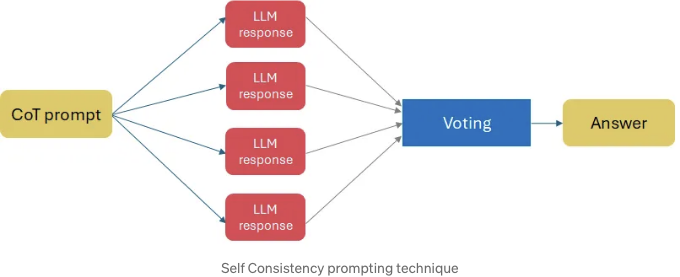 LLM
response
LLM
response
CoT prompt
Voting
Answer
LLM
response
LLM
response
Self Consistency prompting technique